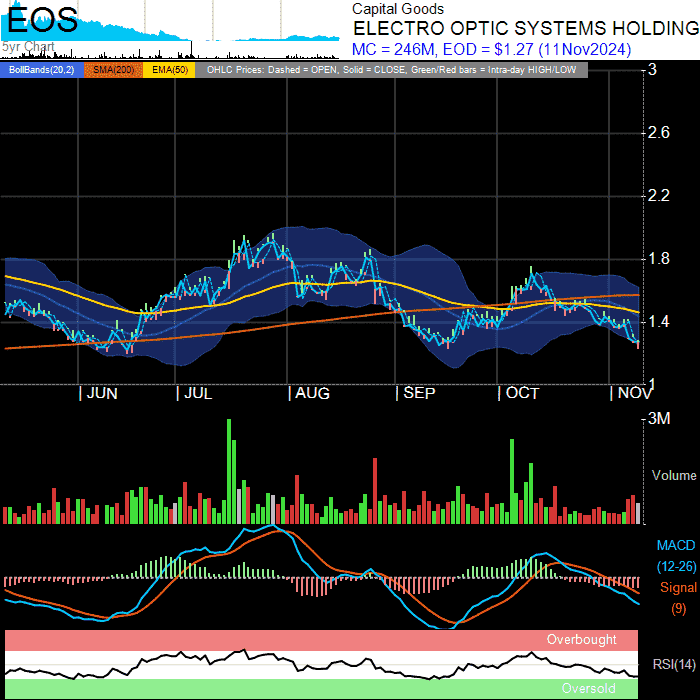 EOS
5yr Chart
Capital Goods
ELECTRO OPTIC SYSTEMS HOLDING
MC = 246M, EOD = $1.27 (11Nov2024)
BollBands(20,2) SMA(200) EMA(50) OHLC Prices: Dashed = OPEN, Solid = CLOSE, Green/Red bars = Intra-day HIGH/LOW
3
2.6
2.2
1.8
1.4
1
| JUN | JUL | AUG | SEP | OCT | NOV
3M
Volume
MACD
(12-26)
Signal
(9)
Overbought
RSI(14)
Oversold